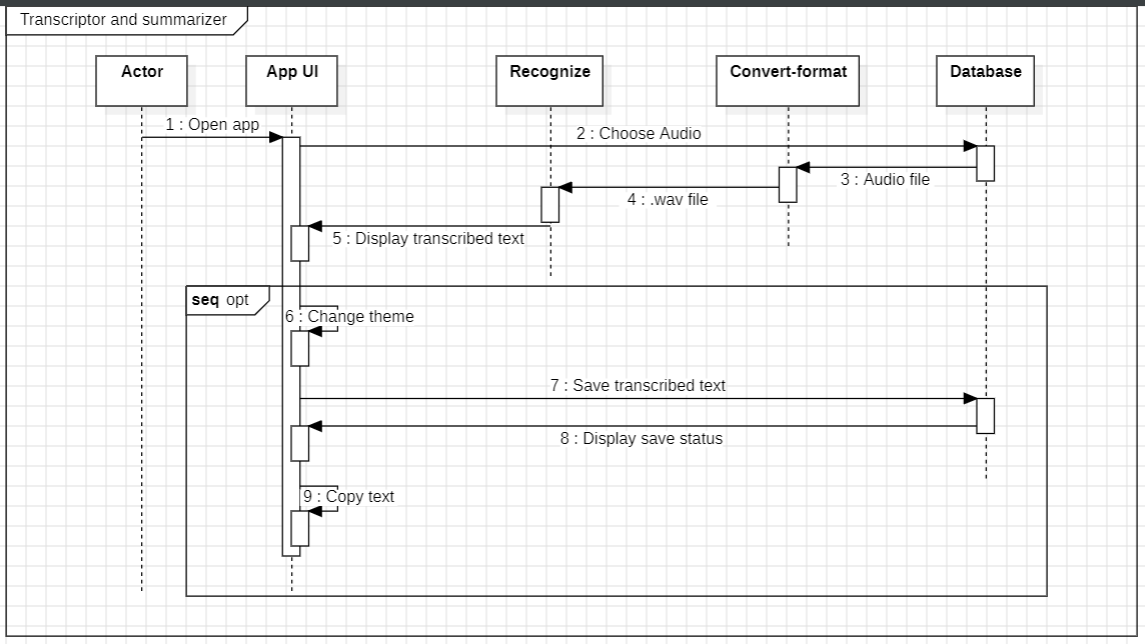 Transcriptor and summarizer
Actor
App UI
Recognize
Convert-format
Database
1 : Open app
2 : Choose Audio
3 : Audio file
4 : .wav file
5 : Display transcribed text
seq opt
6 : Change theme
7 : Save transcribed text
8 : Display save status
9 : Copy text